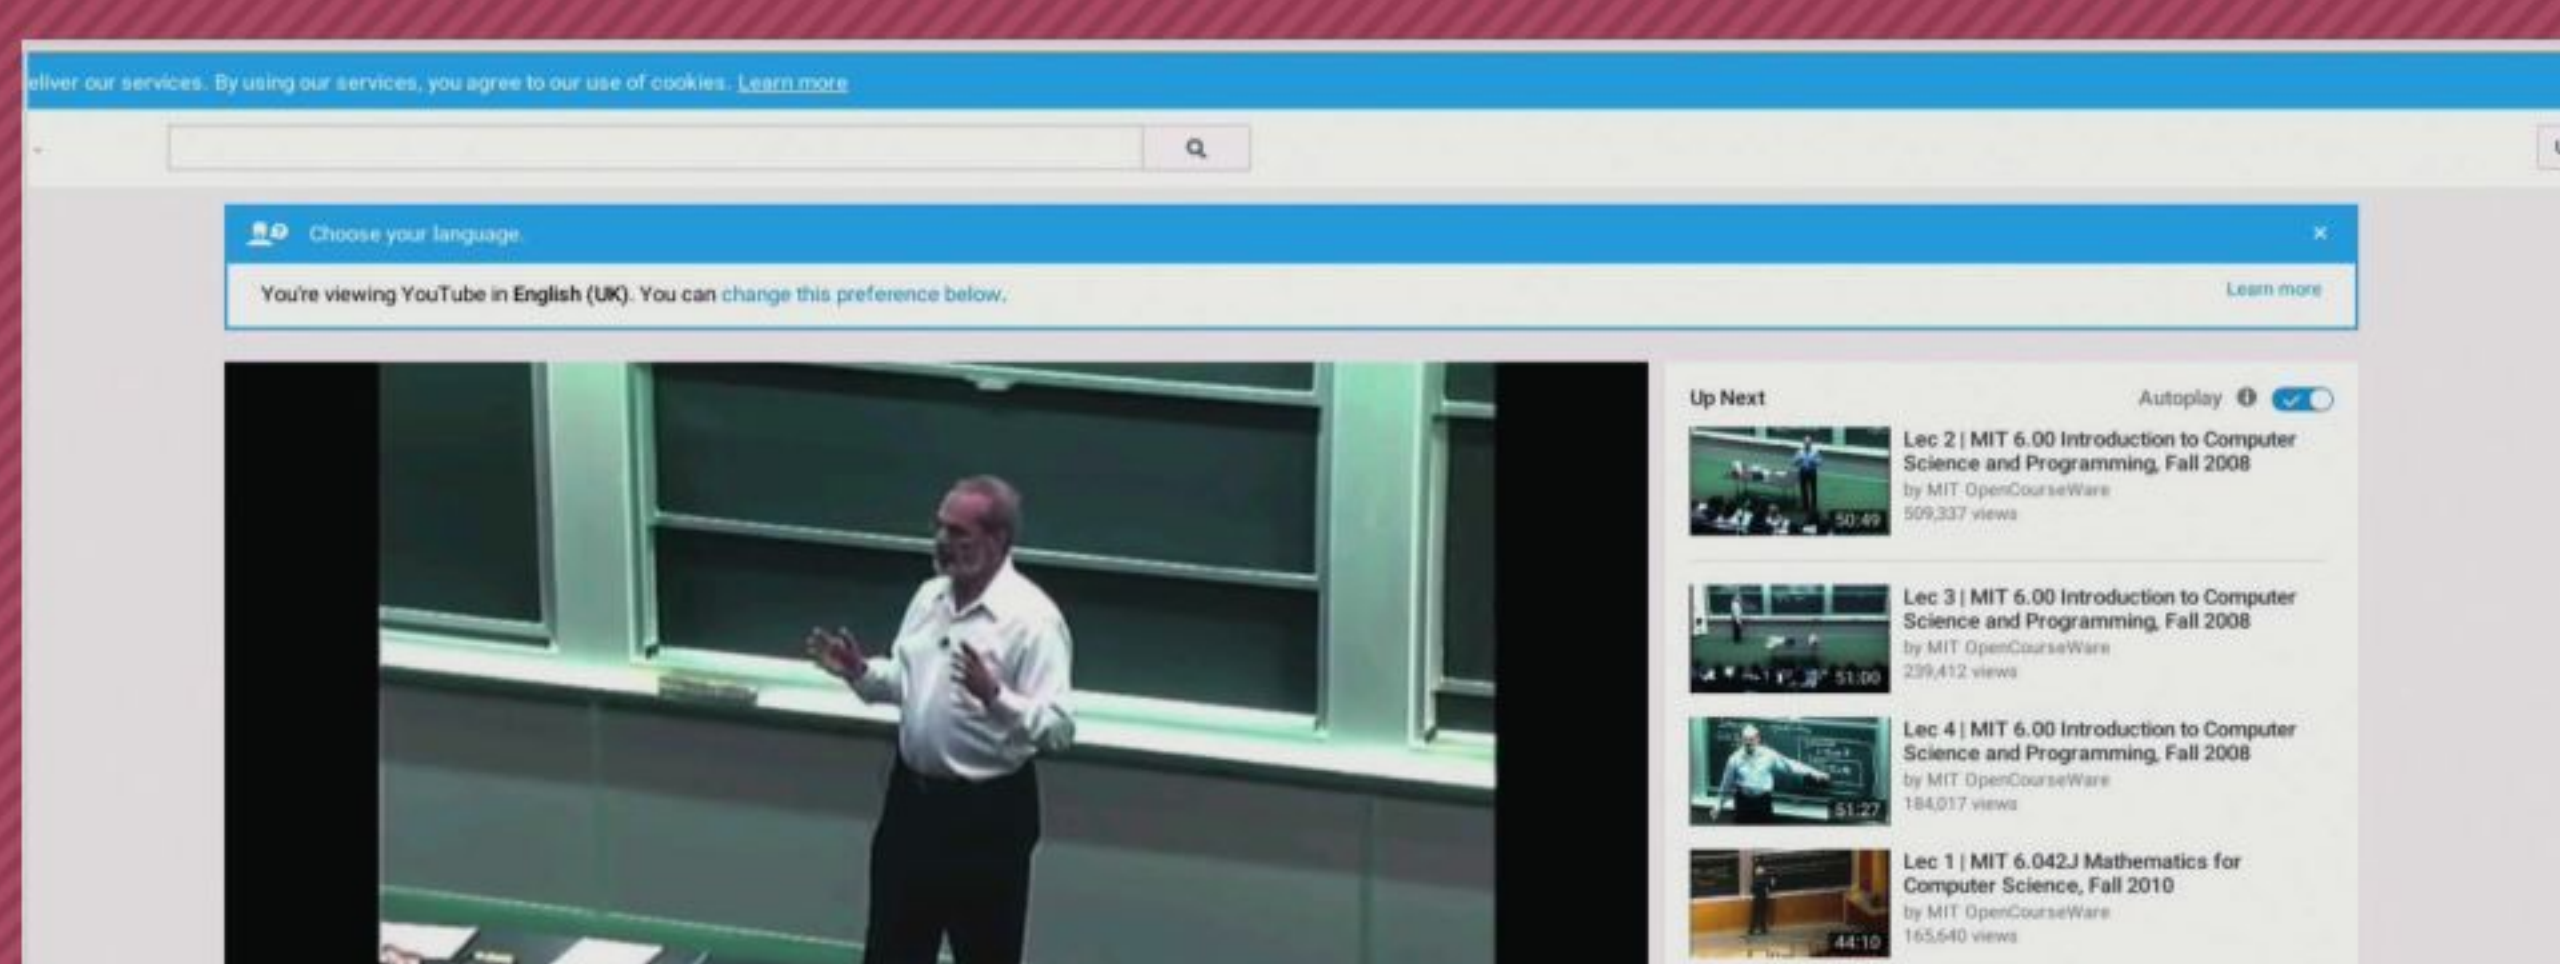 eliver our services. By using our services, you agree to our use of cookies. Learn more
Choose your language.
You're viewing YouTube in English (UK). You can change this preference below.
Learn more
Up Next
Autoplay
Lec 2 | MIT 6.00 Introduction to Computer
Science and Programming, Fall 2008
by MIT OpenCourseWare
509,337 views
50:49
Lec 3 | MIT 6.00 Introduction to Computer
Science and Programming, Fall 2008
by MIT OpenCourseWare
239,412 views
51:00
Lec 4 | MIT 6.00 Introduction to Computer
Science and Programming, Fall 2008
by MIT OpenCourseWare
184,017 views
51:27
Lec 1 | MIT 6.042J Mathematics for
Computer Science, Fall 2010
by MIT OpenCourseWare
165,640 views
44:10